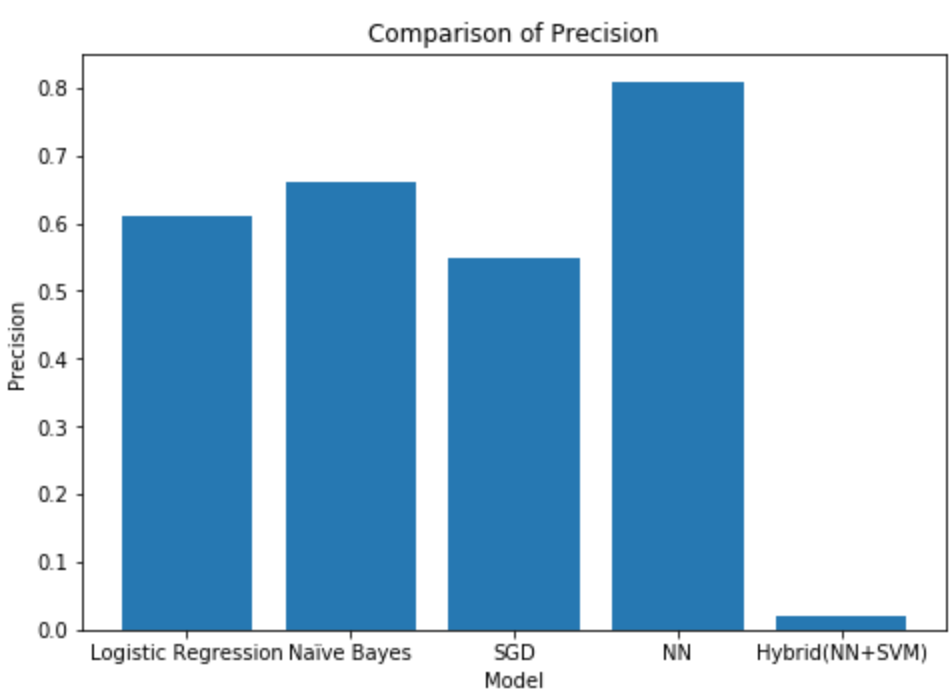 Comparison of Precision
Precision
0.8
0.7
0.6
0.5
0.4
0.3
0.2
0.1
0.0
Logistic Regression Naïve Bayes SGD NN Hybrid(NN+SVM)
Model